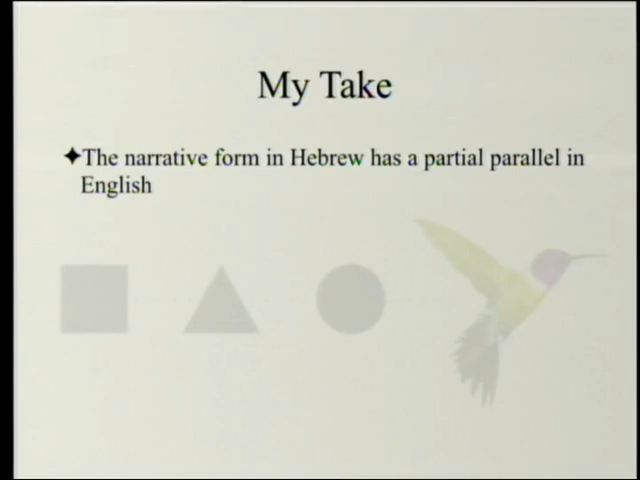 My Take
✦The narrative form in Hebrew has a partial parallel in
English